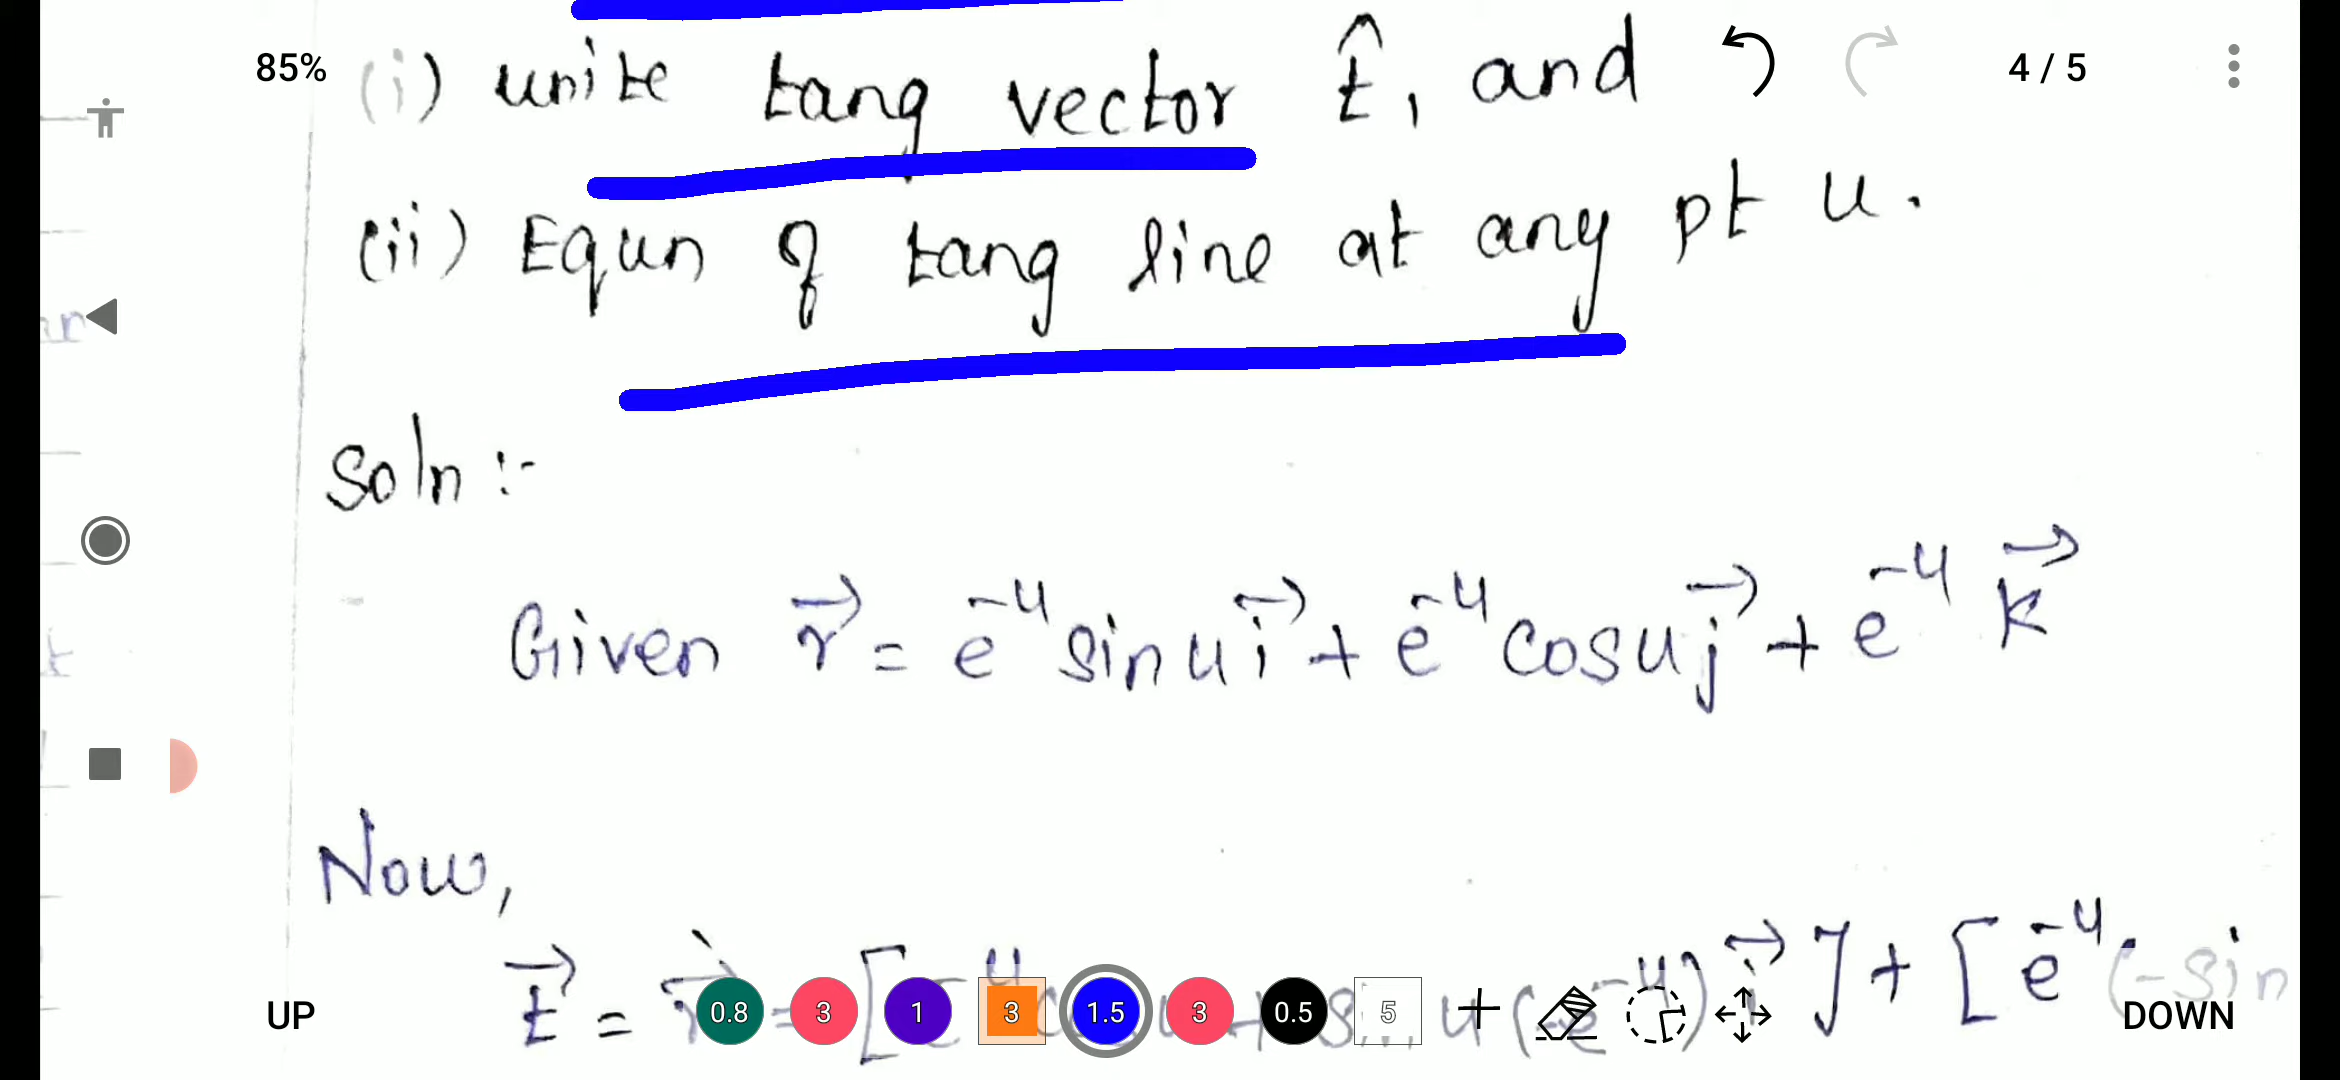 85% (i) unite tang vector t̂, and 4 / 5
(ii) Equn of tang line at any pt u.
Soln :-
Given r⃗ = e⁻ᵘ sin u i⃗ + e⁻ᵘ cos u j⃗ + e⁻ᵘ k⃗
Now,
t⃗ = r⃗ = [e⁻ᵘ u (-e⁻ᵘ) i⃗ ] + [e⁻ᵘ (-sin
UP 0.8 3 1 3 1.5 3 0.5 5 DOWN